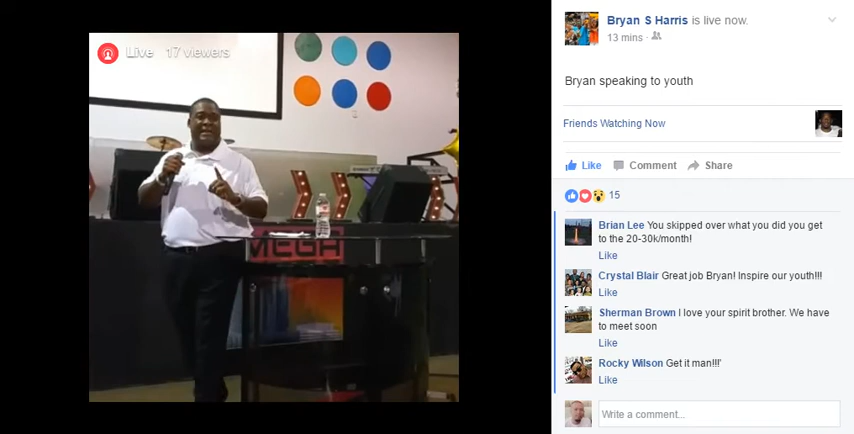 Live 17 viewers
MEGA
Bryan S Harris is live now.
13 mins ·
Bryan speaking to youth
Friends Watching Now
Like Comment Share
15
Brian Lee You skipped over what you did you get
to the 20-30k/month!
Like
Crystal Blair Great job Bryan! Inspire our youth!!!
Like
Sherman Brown I love your spirit brother. We have
to meet soon
Like
Rocky Wilson Get it man!!!'
Like
Write a comment...